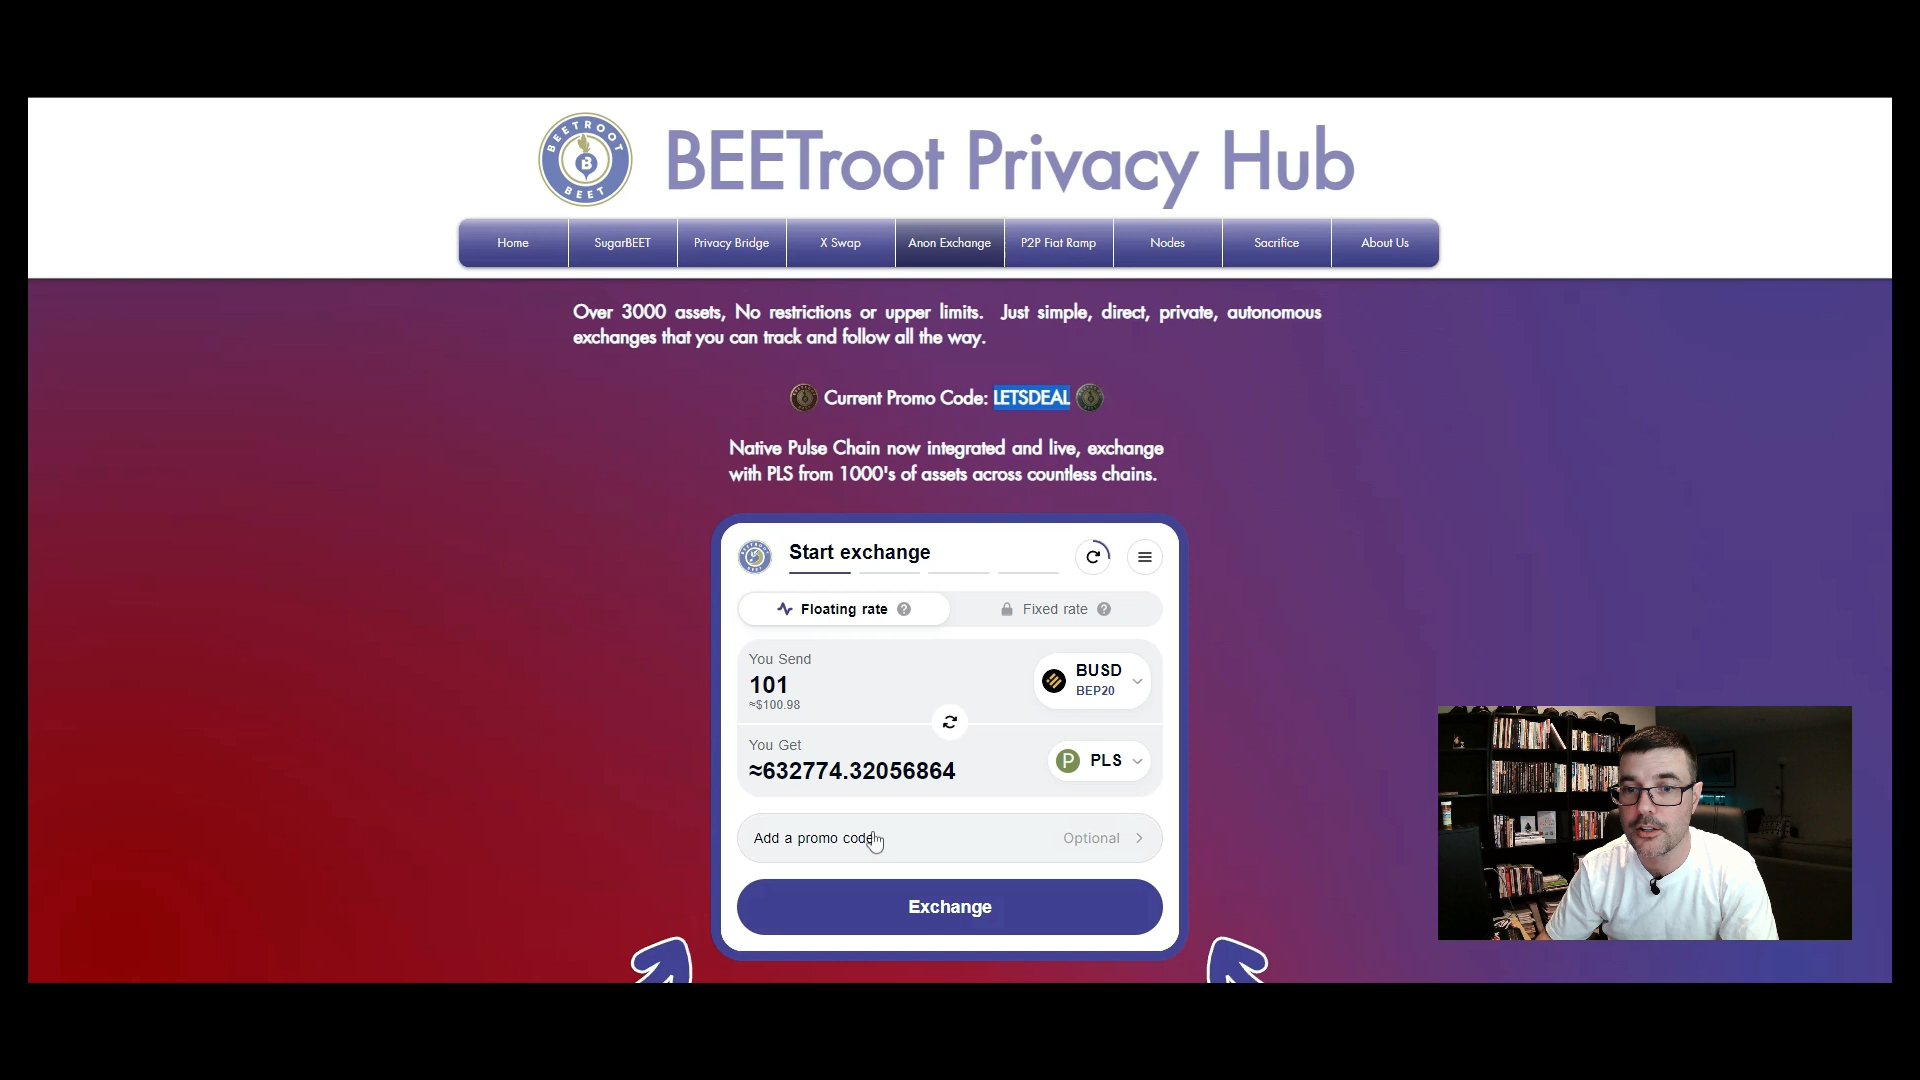 BEETROOT
B
BEET
BEETroot Privacy Hub
Home
SugarBEET
Privacy Bridge
X Swap
Anon Exchange
P2P Fiat Ramp
Nodes
Sacrifice
About Us
Over 3000 assets, No restrictions or upper limits. Just simple, direct, private, autonomous
exchanges that you can track and follow all the way.
Current Promo Code: LETSDEAL
Native Pulse Chain now integrated and live, exchange
with PLS from 1000's of assets across countless chains.
Start exchange
Floating rate ?
Fixed rate ?
You Send
101
≈$100.98
BUSD
BEP20
You Get
≈632774.32056864
P PLS
Add a promo code
Optional
Exchange